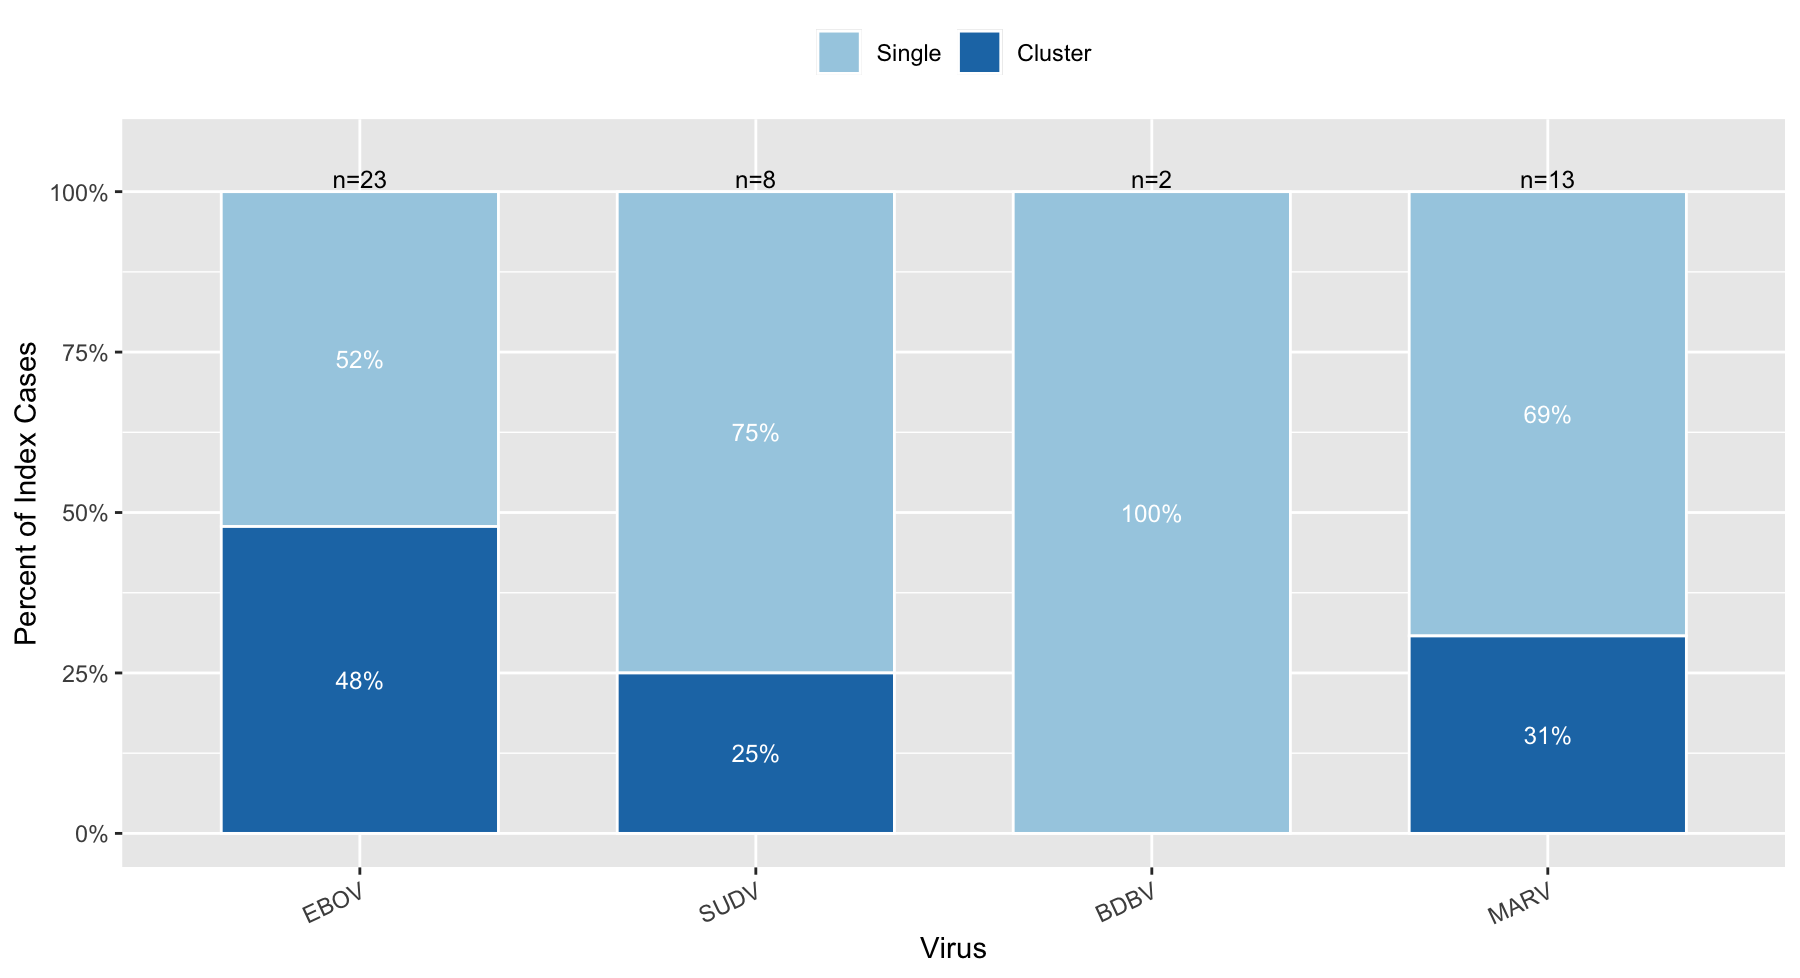 Single Cluster
n=23 n=8 n=2 n=13
100%
75%
50%
25%
0%
Percent of Index Cases
52%
48%
75%
25%
100%
69%
31%
EBOV SUDV BDBV MARV
Virus